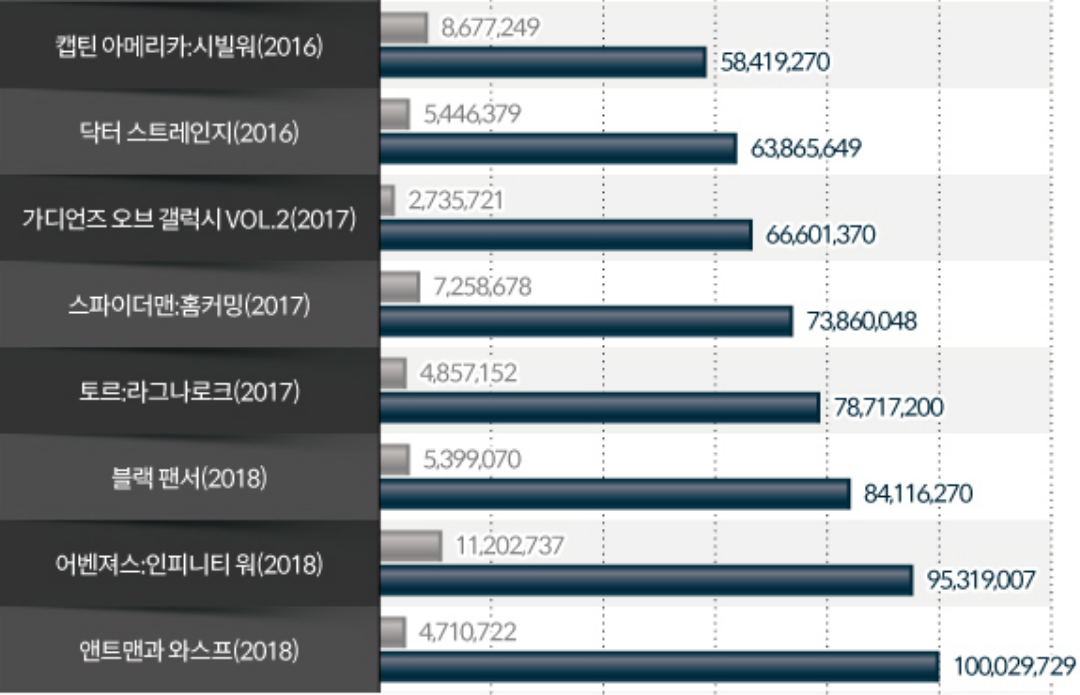 캡틴 아메리카:시빌워(2016)
8,677,249
58,419,270
닥터 스트레인지(2016)
5,446,379
63,865,649
가디언즈 오브 갤럭시 VOL.2(2017)
2,735,721
66,601,370
스파이더맨:홈커밍(2017)
7,258,678
73,860,048
토르:라그나로크(2017)
4,857,152
78,717,200
블랙 팬서(2018)
5,399,070
84,116,270
어벤져스:인피니티 워(2018)
11,202,737
95,319,007
앤트맨과 와스프(2018)
4,710,722
100,029,729